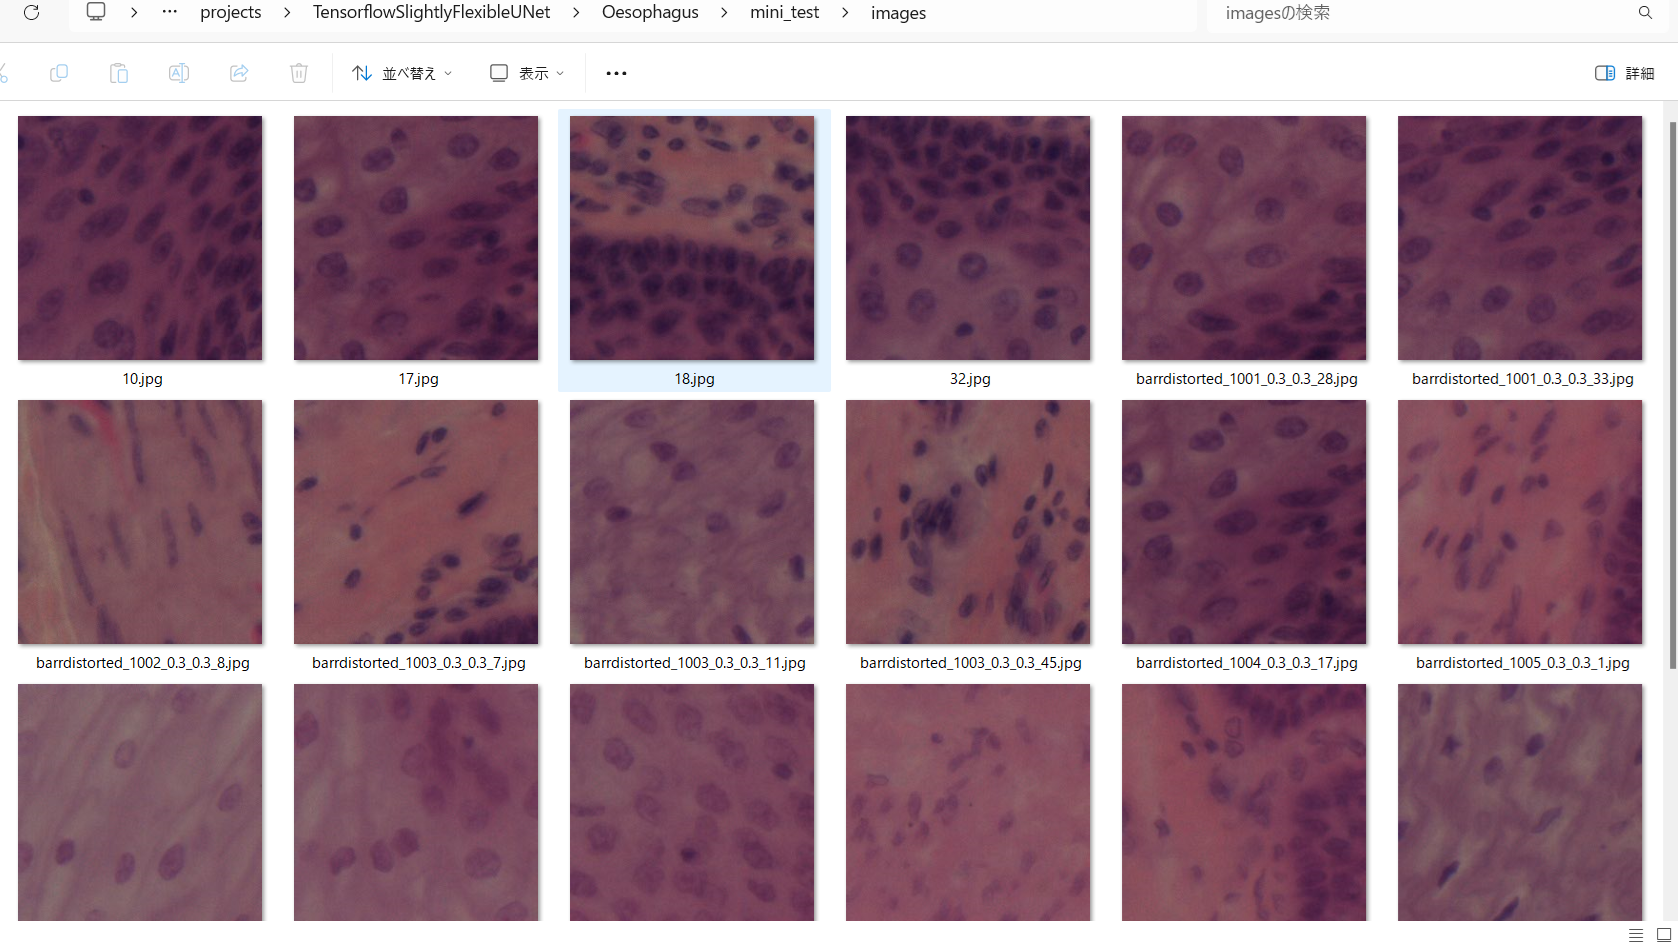 projects > TensorflowSlightlyFlexibleUNet > Oesophagus > mini_test > images
imagesの検索
並べ替え 表示 詳細
10.jpg
17.jpg
18.jpg
32.jpg
barrdistorted_1001_0.3_0.3_28.jpg
barrdistorted_1001_0.3_0.3_33.jpg
barrdistorted_1002_0.3_0.3_8.jpg
barrdistorted_1003_0.3_0.3_7.jpg
barrdistorted_1003_0.3_0.3_11.jpg
barrdistorted_1003_0.3_0.3_45.jpg
barrdistorted_1004_0.3_0.3_17.jpg
barrdistorted_1005_0.3_0.3_1.jpg